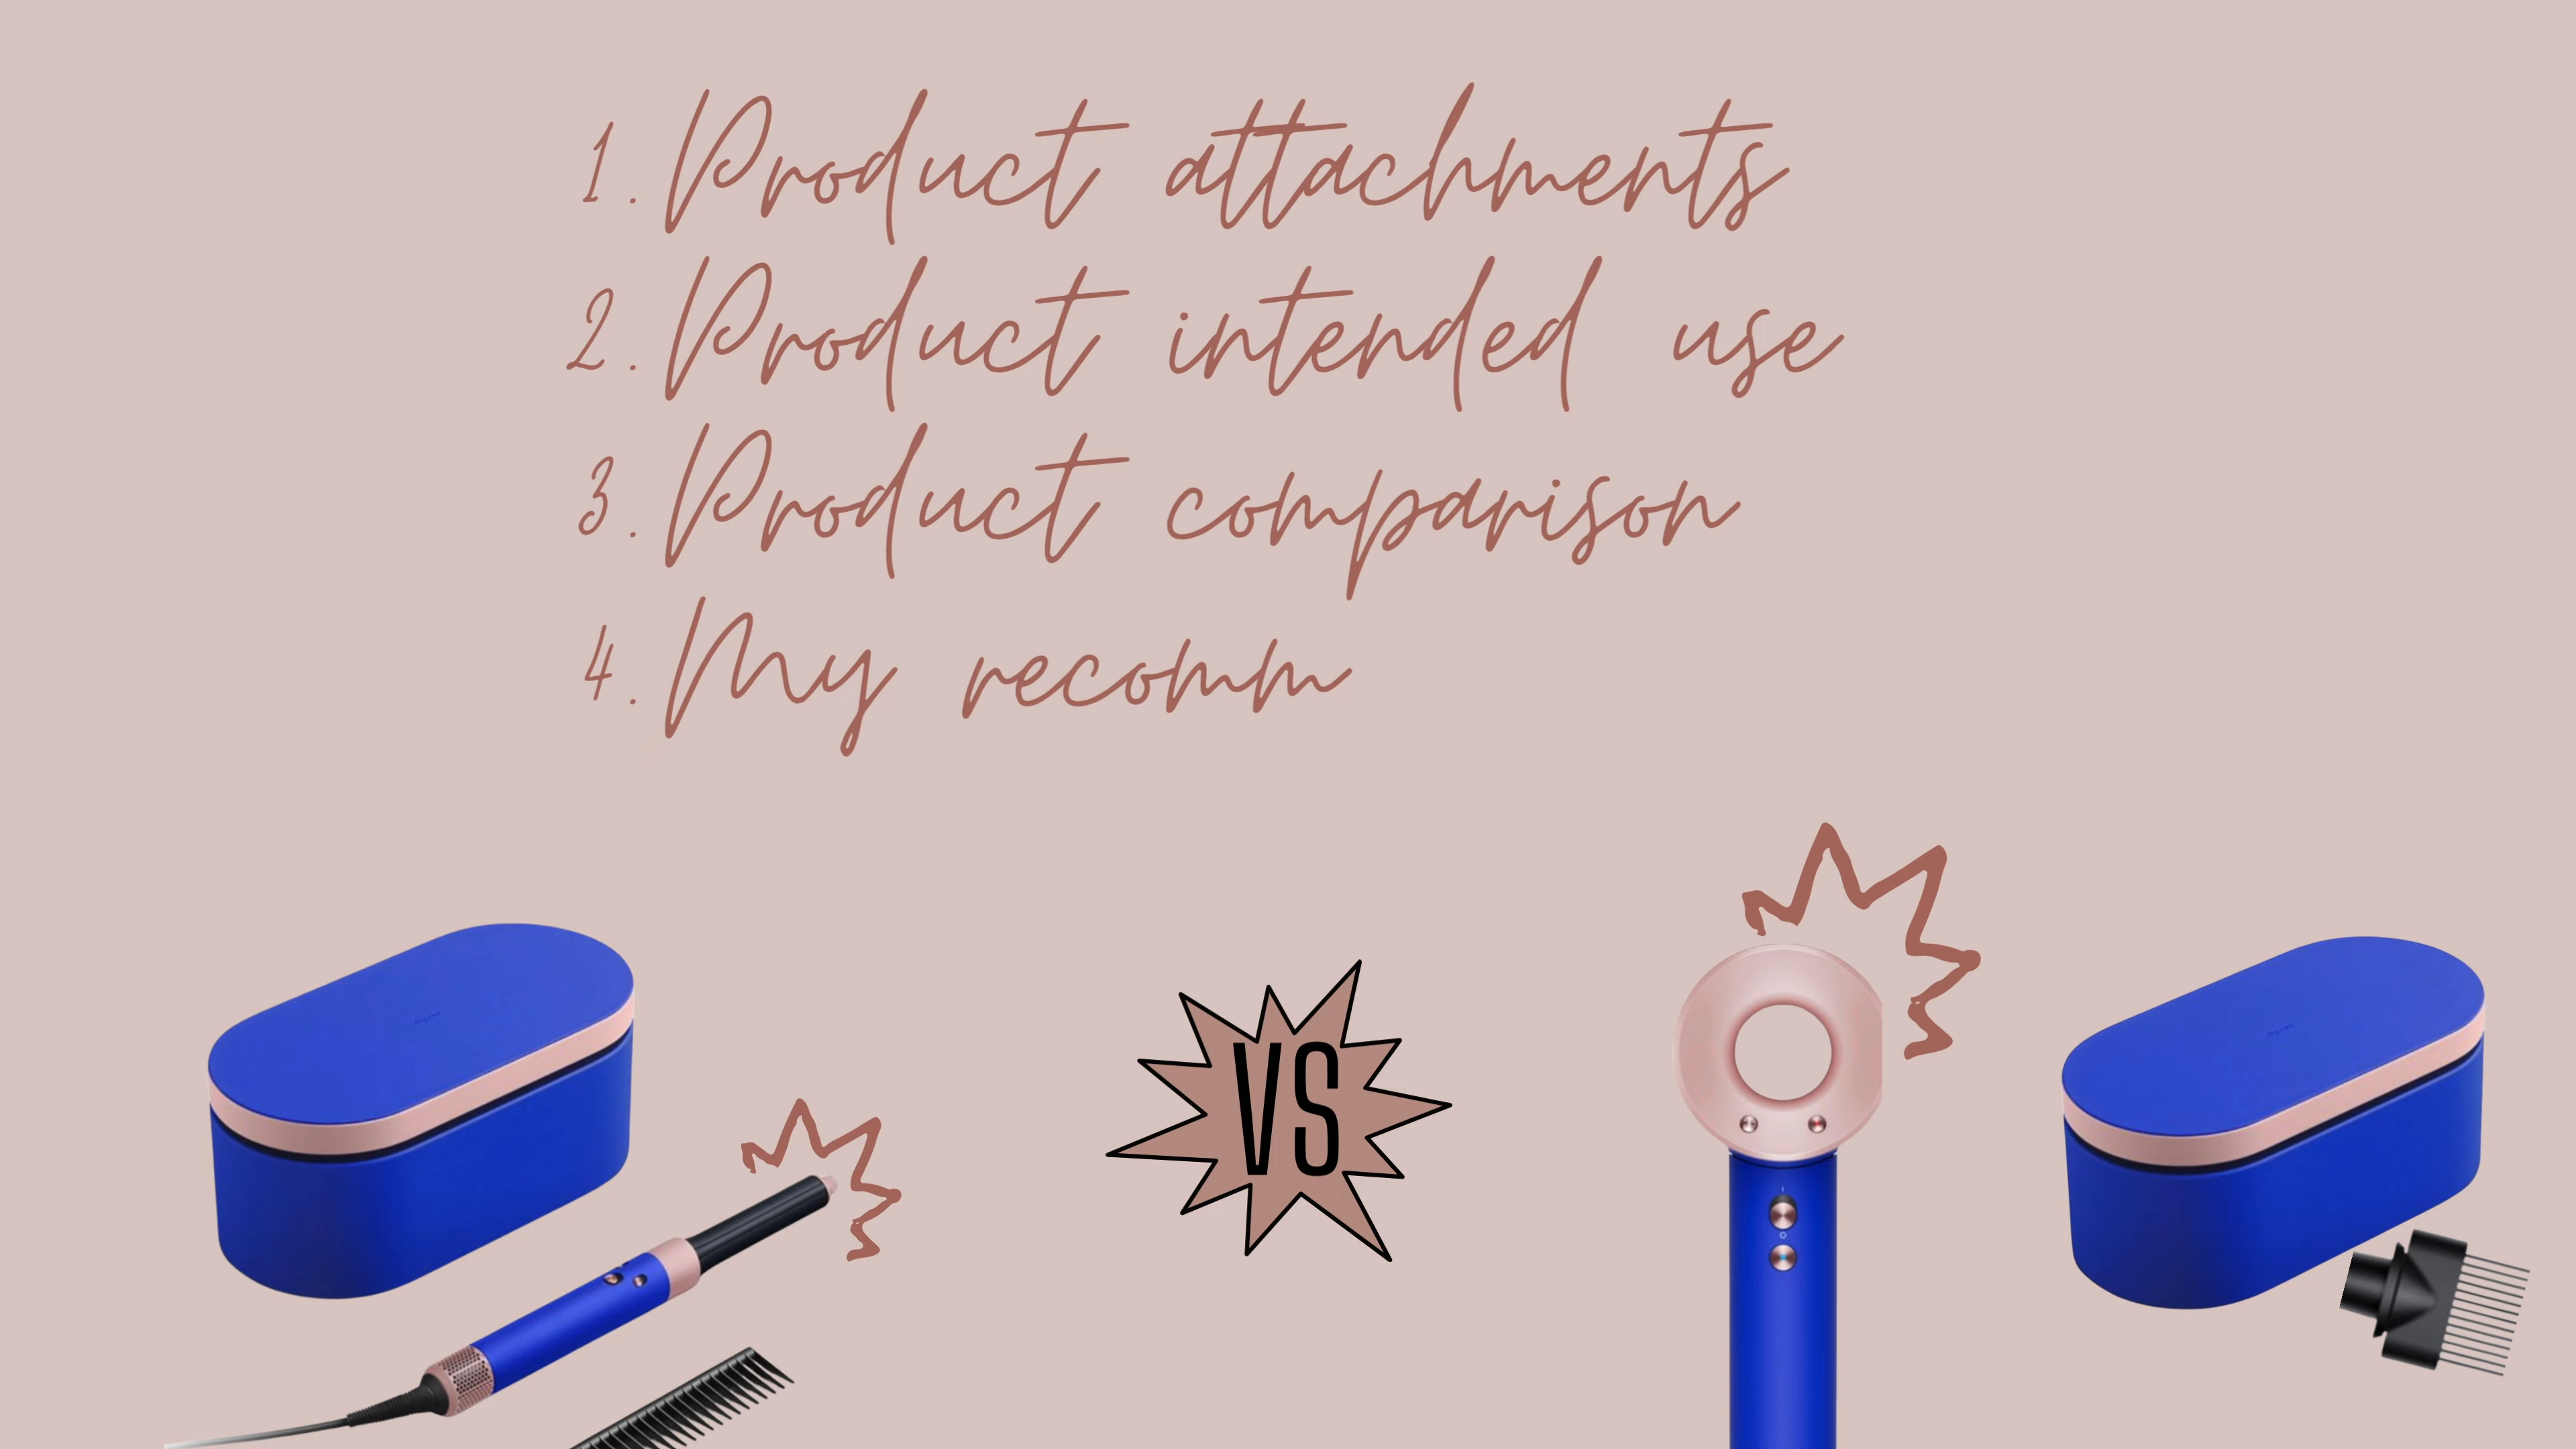 1. Product attachments
2. Product intended use
3. Product comparison
4. My recomm
VS